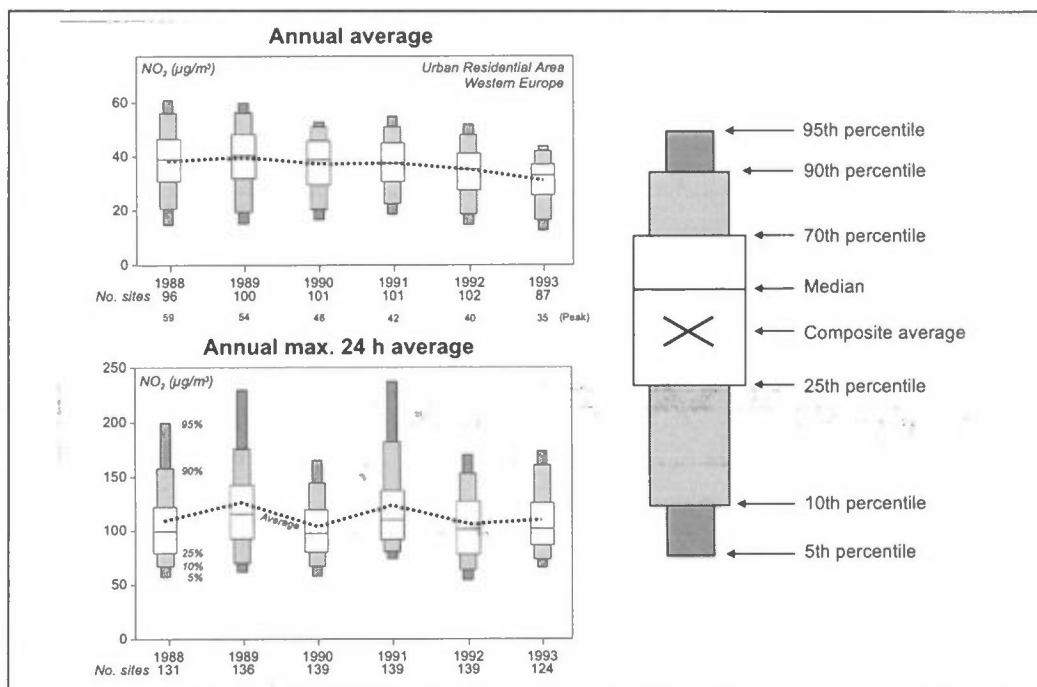 Annual average
NO₂ (µg/m³)
Urban Residential Area
Western Europe
60
40
20
0
1988 1989 1990 1991 1992 1993
No. sites 96 100 101 101 102 87
59 54 46 42 40 35 (Peak)
Annual max. 24 h average
NO₂ (µg/m³)
250
200
150
100
50
0
95%
90%
25%
10%
5%
Average
1988 1989 1990 1991 1992 1993
No. sites 131 136 139 139 139 124
95th percentile
90th percentile
70th percentile
Median
Composite average
25th percentile
10th percentile
5th percentile